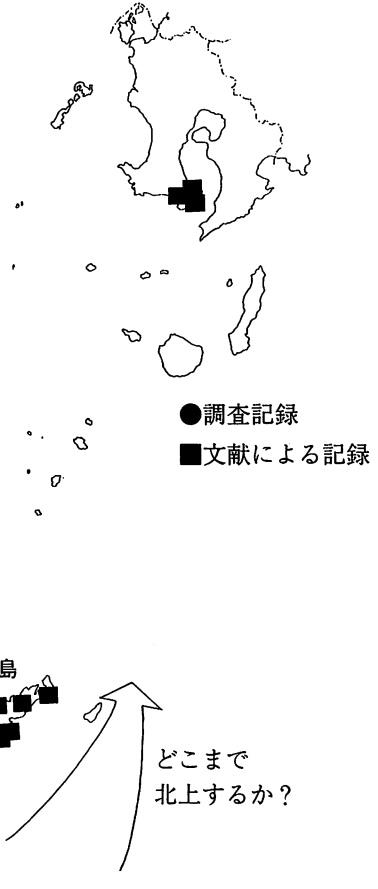 ●調査記録
■文献による記録
島
どこまで
北上するか？